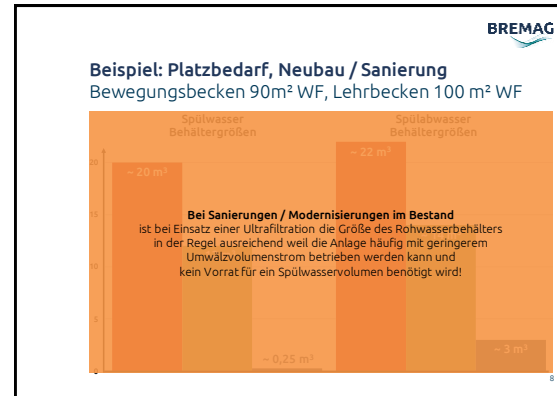 BREMAG
Beispiel: Platzbedarf, Neubau / Sanierung
Bewegungsbecken 90m² WF, Lehrbecken 100 m² WF
Spülwasser
Behältergrößen
Spülabwasser
Behältergrößen
~ 22 m³
20
~ 20 m³
15
Bei Sanierungen / Modernisierungen im Bestand
ist bei Einsatz einer Ultrafiltration die Größe des Rohwasserbehälters
in der Regel ausreichend weil die Anlage häufig mit geringerem
Umwälzvolumenstrom betrieben werden kann und
kein Vorrat für ein Spülwasservolumen benötigt wird!
10
5
~ 0,25 m³
~ 3 m³
8